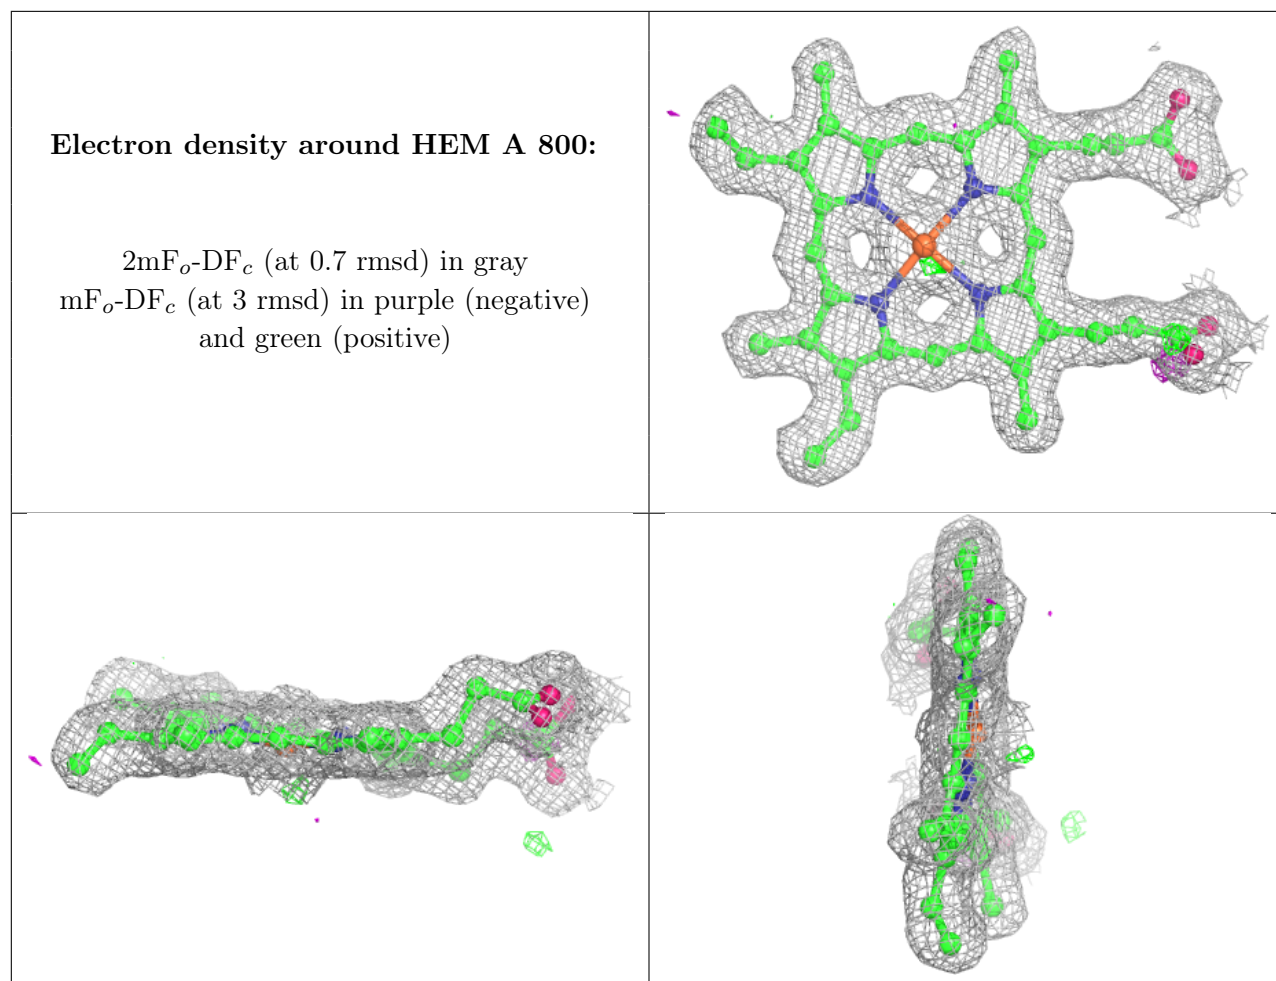 Electron density around HEM A 800:
2mFo-DFc (at 0.7 rmsd) in gray
mFo-DFc (at 3 rmsd) in purple (negative)
and green (positive)